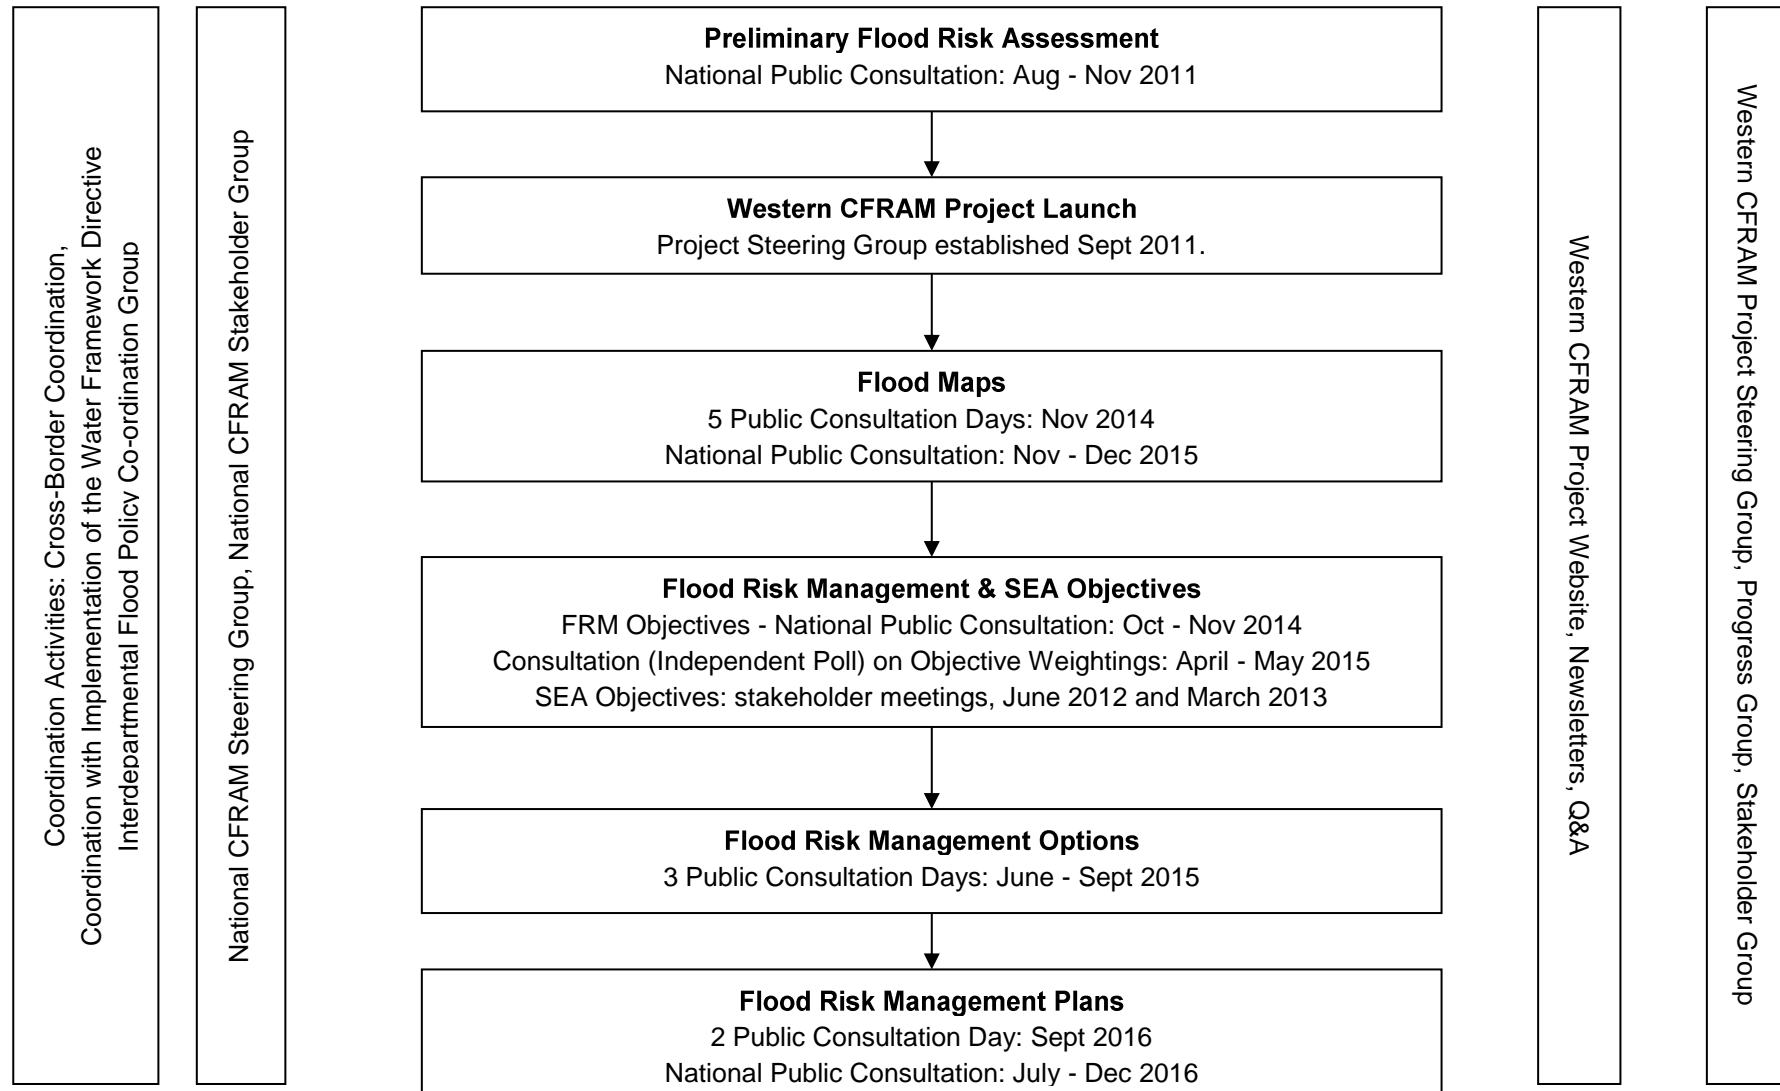 Coordination Activities: Cross-Border Coordination,
Coordination with Implementation of the Water Framework Directive
Interdepartmental Flood Policy Co-ordination Group
National CFRAM Steering Group, National CFRAM Stakeholder Group
Preliminary Flood Risk Assessment
National Public Consultation: Aug - Nov 2011
Western CFRAM Project Launch
Project Steering Group established Sept 2011.
Flood Maps
5 Public Consultation Days: Nov 2014
National Public Consultation: Nov - Dec 2015
Flood Risk Management & SEA Objectives
FRM Objectives - National Public Consultation: Oct - Nov 2014
Consultation (Independent Poll) on Objective Weightings: April - May 2015
SEA Objectives: stakeholder meetings, June 2012 and March 2013
Flood Risk Management Options
3 Public Consultation Days: June - Sept 2015
Flood Risk Management Plans
2 Public Consultation Day: Sept 2016
National Public Consultation: July - Dec 2016
Western CFRAM Project Website, Newsletters, Q&A
Western CFRAM Project Steering Group, Progress Group, Stakeholder Group